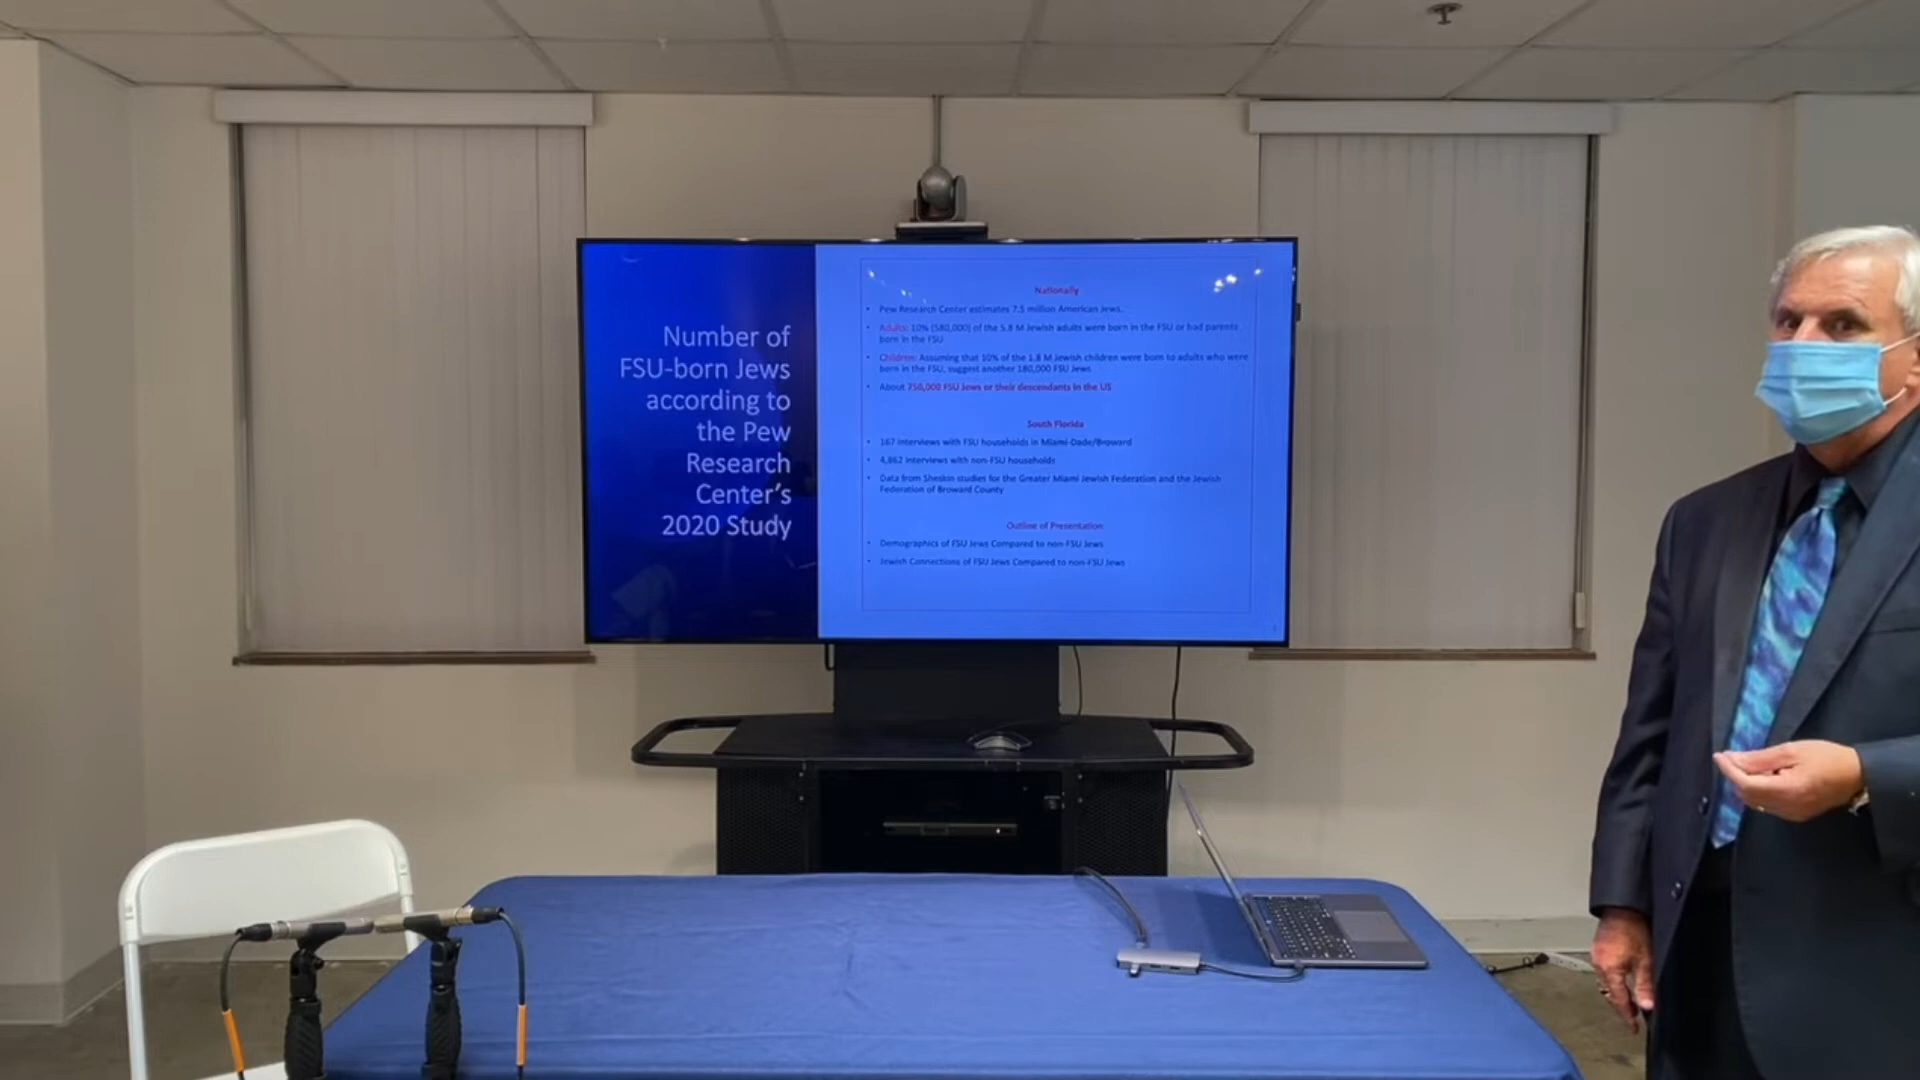 Number of
FSU-born Jews
according to
the Pew
Research
Center's
2020 Study
Nationally
• Pew Research Center estimates 7.5 million American Jews.
• Adults: 10% (580,000) of the 5.8 M Jewish adults were born in the FSU or had parents
born in the FSU
• Children: Assuming that 10% of the 1.8 M Jewish children were born to adults who were
born in the FSU, suggest another 180,000 FSU Jews
• About 750,000 FSU Jews or their descendants in the US
South Florida
• 167 interviews with FSU households in Miami-Dade/Broward
• 4,862 interviews with non-FSU households
• Data from Sheskin studies for the Greater Miami Jewish Federation and the Jewish
Federation of Broward County
Outline of Presentation:
• Demographics of FSU Jews Compared to non-FSU Jews
• Jewish Connections of FSU Jews Compared to non-FSU Jews